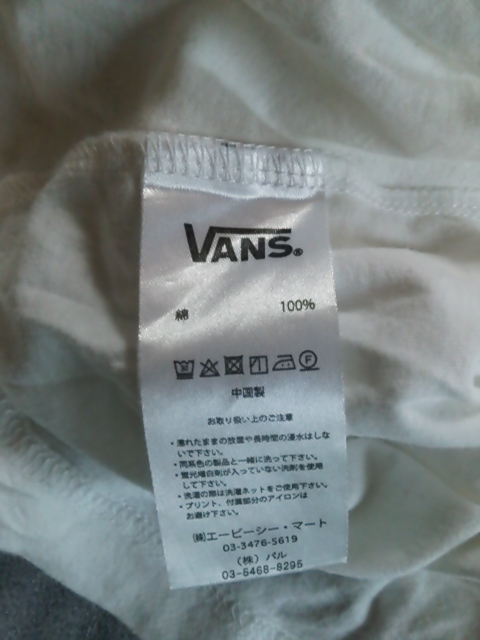 VANS®
綿 100%
中国製
お取り扱い上のご注意
・濡れたままの放置や長時間の浸水はしな
いで下さい。
・同系色の製品と一緒に洗って下さい。
・蛍光増白剤が入っていない洗剤を使用
して下さい。
・洗濯の際は洗濯ネットをご使用下さい。
・プリント、付属部分のアイロンは
お避け下さい。
(株)エービーシー・マート
03-3476-5619
(株) パル
03-6468-8295